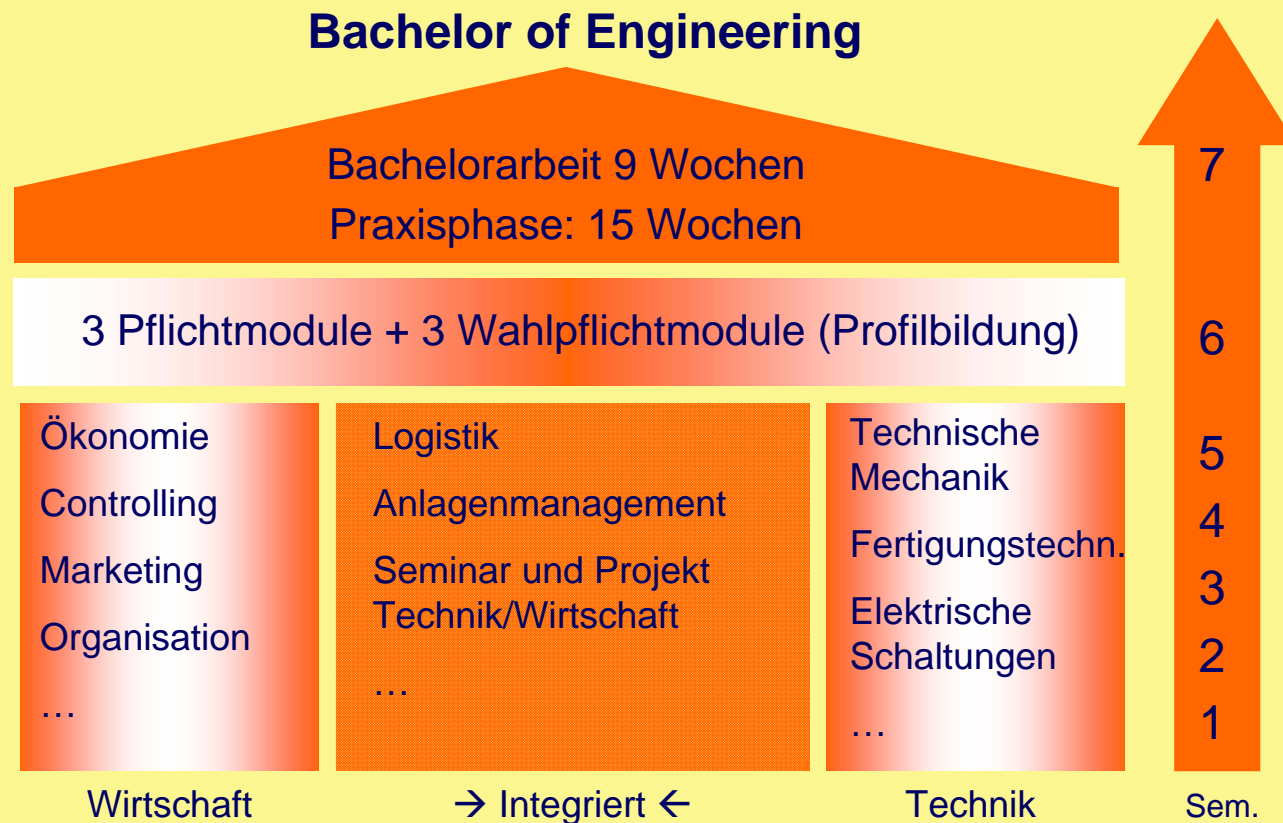 Bachelor of Engineering
Bachelorarbeit 9 Wochen
Praxisphase: 15 Wochen
7
3 Pflichtmodule + 3 Wahlpflichtmodule (Profilbildung)
6
Ökonomie
Controlling
Marketing
Organisation
…
Logistik
Anlagenmanagement
Seminar und Projekt
Technik/Wirtschaft
…
Technische
Mechanik
Fertigungstechn.
Elektrische
Schaltungen
…
5
4
3
2
1
Wirtschaft
→ Integriert ←
Technik
Sem.